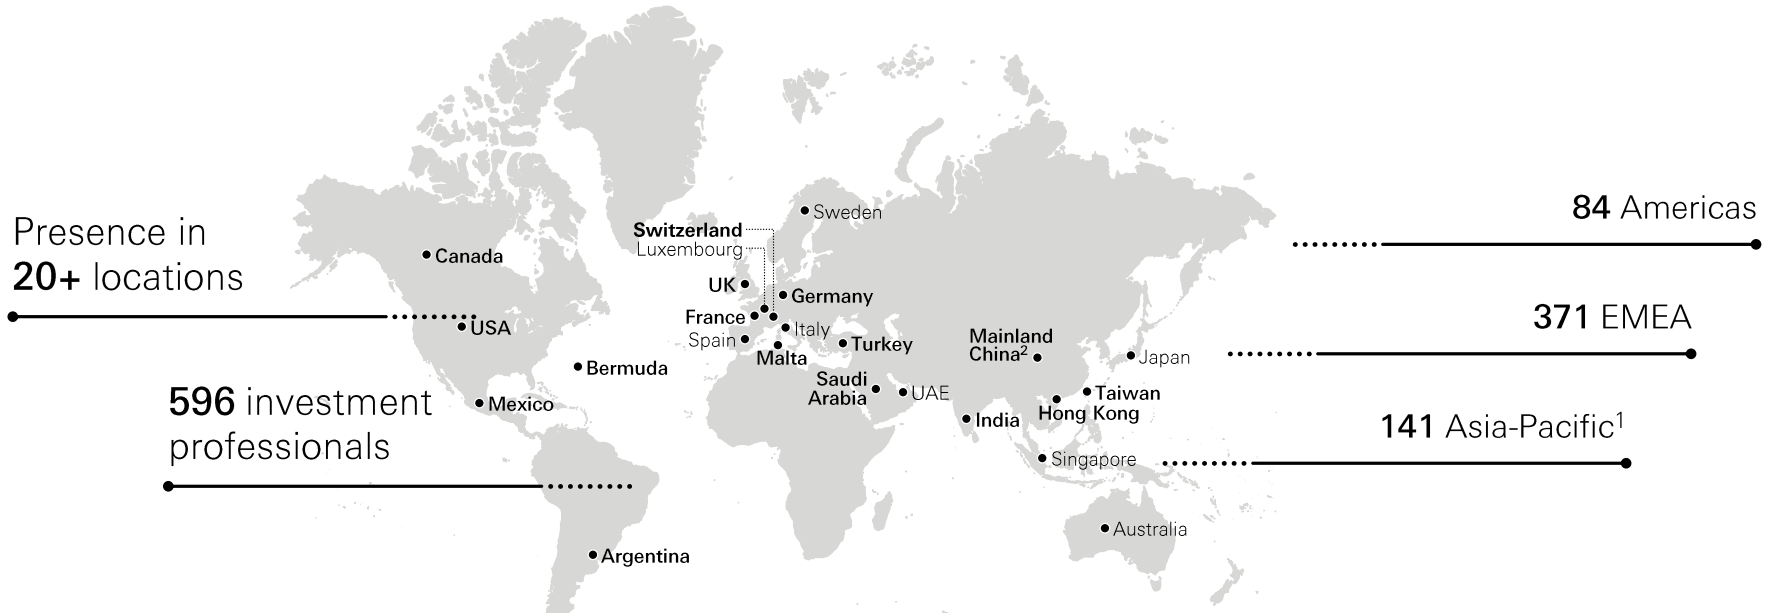 Presence in
20+ locations
596 investment
professionals
Canada
USA
Bermuda
Mexico
Argentina
Sweden
Switzerland
Luxembourg
UK
Germany
France
Italy
Spain
Malta
Turkey
Saudi
Arabia
UAE
India
Mainland
China²
Japan
Taiwan
Hong Kong
Singapore
Australia
84 Americas
371 EMEA
141 Asia-Pacific¹